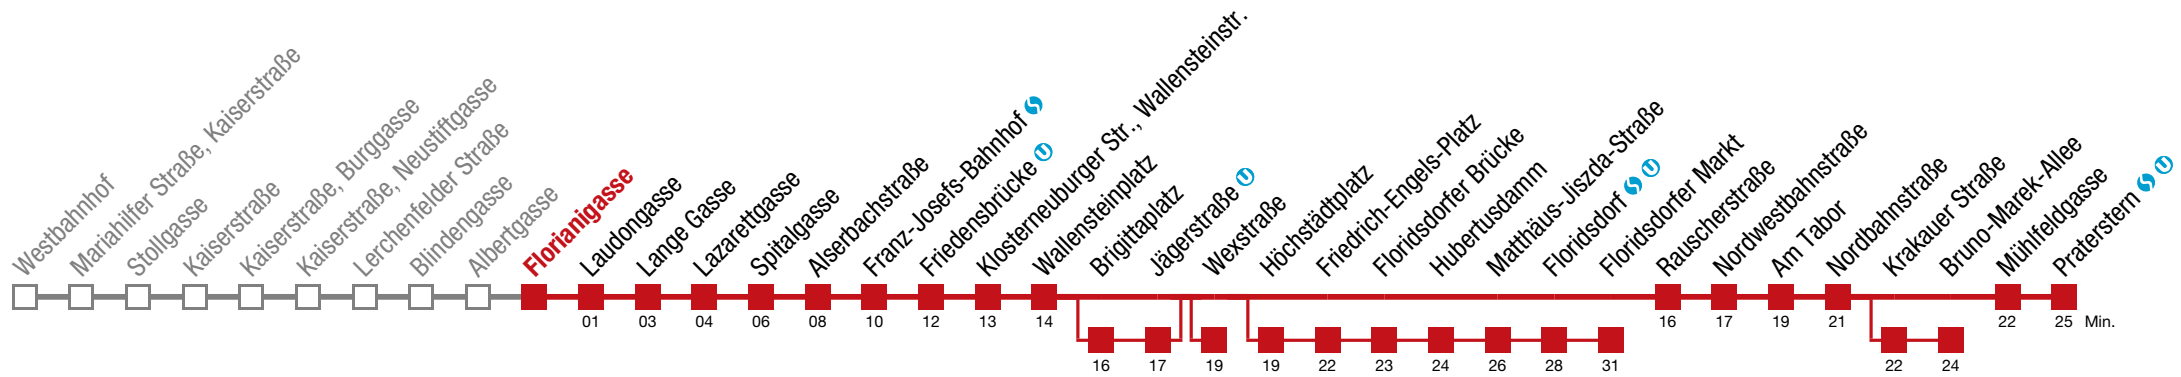 Westbahnhof
Mariahilfer Straße, Kaiserstraße
Stollgasse
Kaiserstraße
Kaiserstraße, Burggasse
Kaiserstraße, Neustiftgasse
Lerchenfelder Straße
Blindengasse
Albertgasse
Florianigasse
Laudongasse
Lange Gasse
Lazarettgasse
Spitalgasse
Alserbachstraße
Franz-Josefs-Bahnhof
Friedensbrücke U
Klosterneuburger Str., Wallensteinstr.
Wallensteinplatz
Brigittaplatz
Jägerstraße U
Wexstraße
Höchstädtplatz
Friedrich-Engels-Platz
Floridsdorfer Brücke
Hubertusdamm
Matthäus-Jiszda-Straße
Floridsdorf S U
Floridsdorfer Markt
Rauscherstraße
Nordwestbahnstraße
Am Tabor
Nordbahnstraße
Krakauer Straße
Bruno-Marek-Allee
Mühlfeldgasse
Praterstern S U
01 03 04 06 08 10 12 13 14 16 17 19 21 22 25 Min.
16 17 19 19 22 23 24 26 28 31 22 24